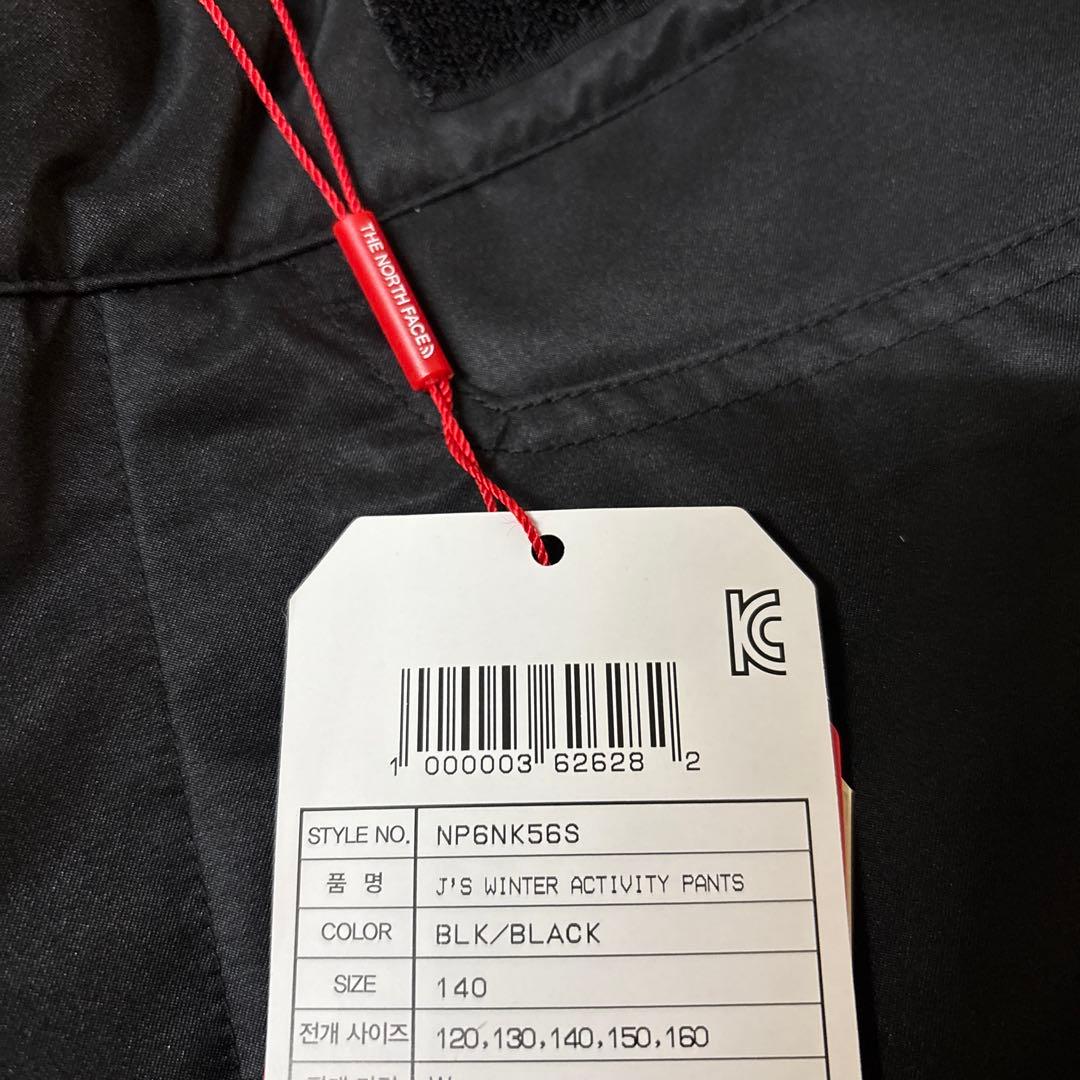 THE NORTH FACE
KC
1 000003 62628 2
STYLE NO. NP6NK56S
품 명 J'S WINTER ACTIVITY PANTS
COLOR BLK/BLACK
SIZE 140
전개 사이즈 120,130,140,150,160